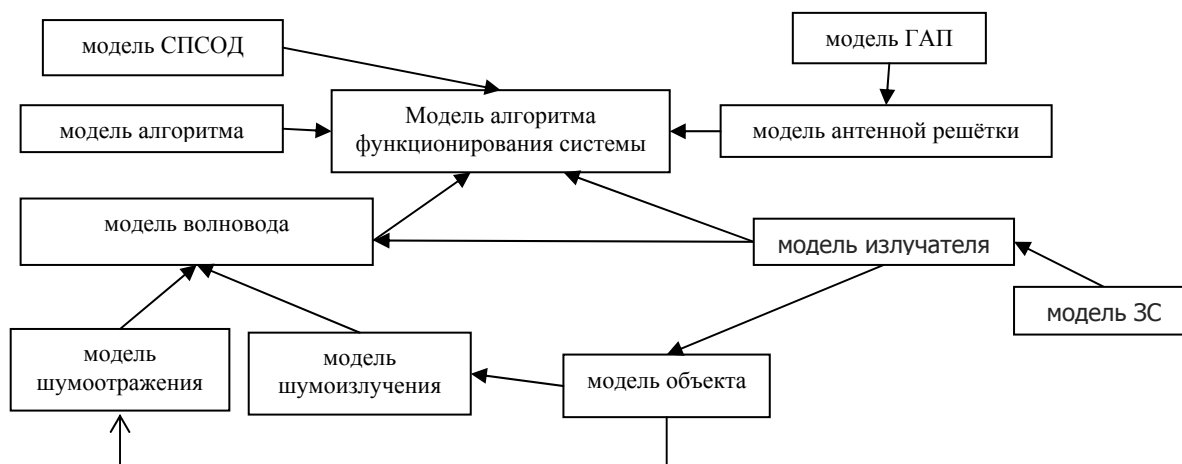 модель СПСОД
модель ГАП
модель алгоритма
Модель алгоритма
функционирования системы
модель антенной решётки
модель волновода
модель излучателя
модель ЗС
модель
шумоотражения
модель
шумоизлучения
модель объекта